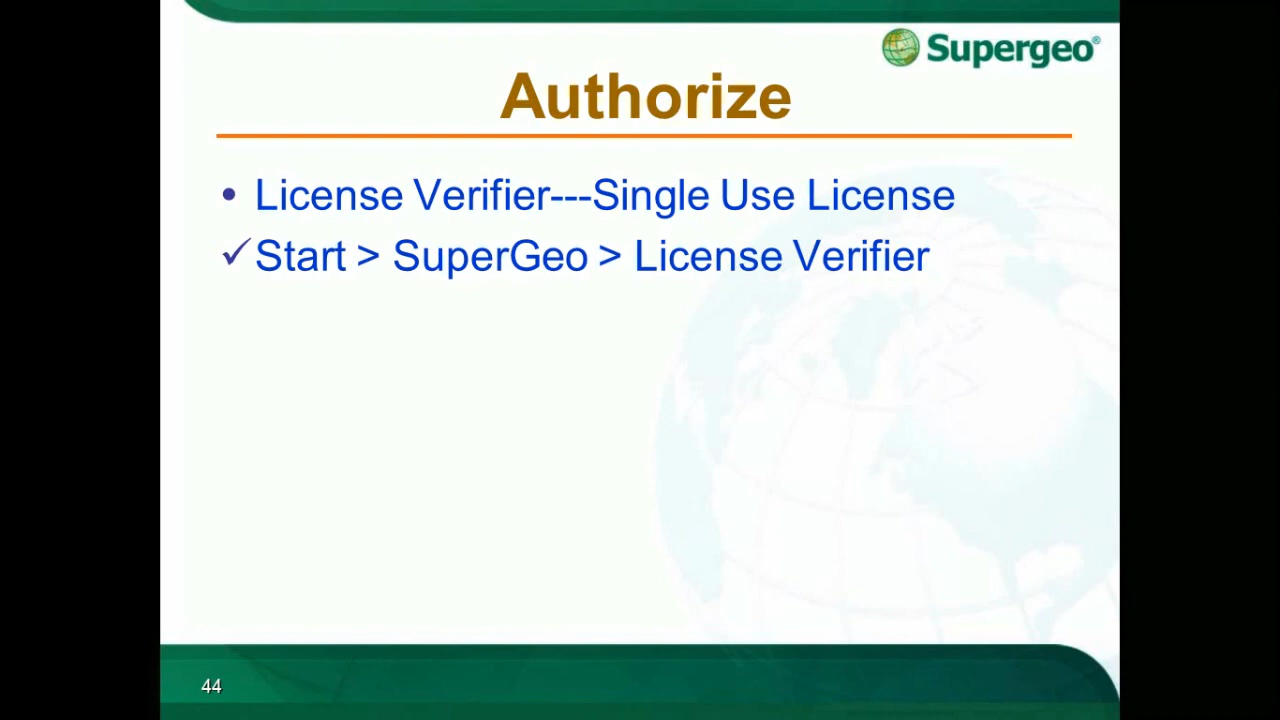 Supergeo®
Authorize
• License Verifier---Single Use License
✓Start > SuperGeo > License Verifier
44